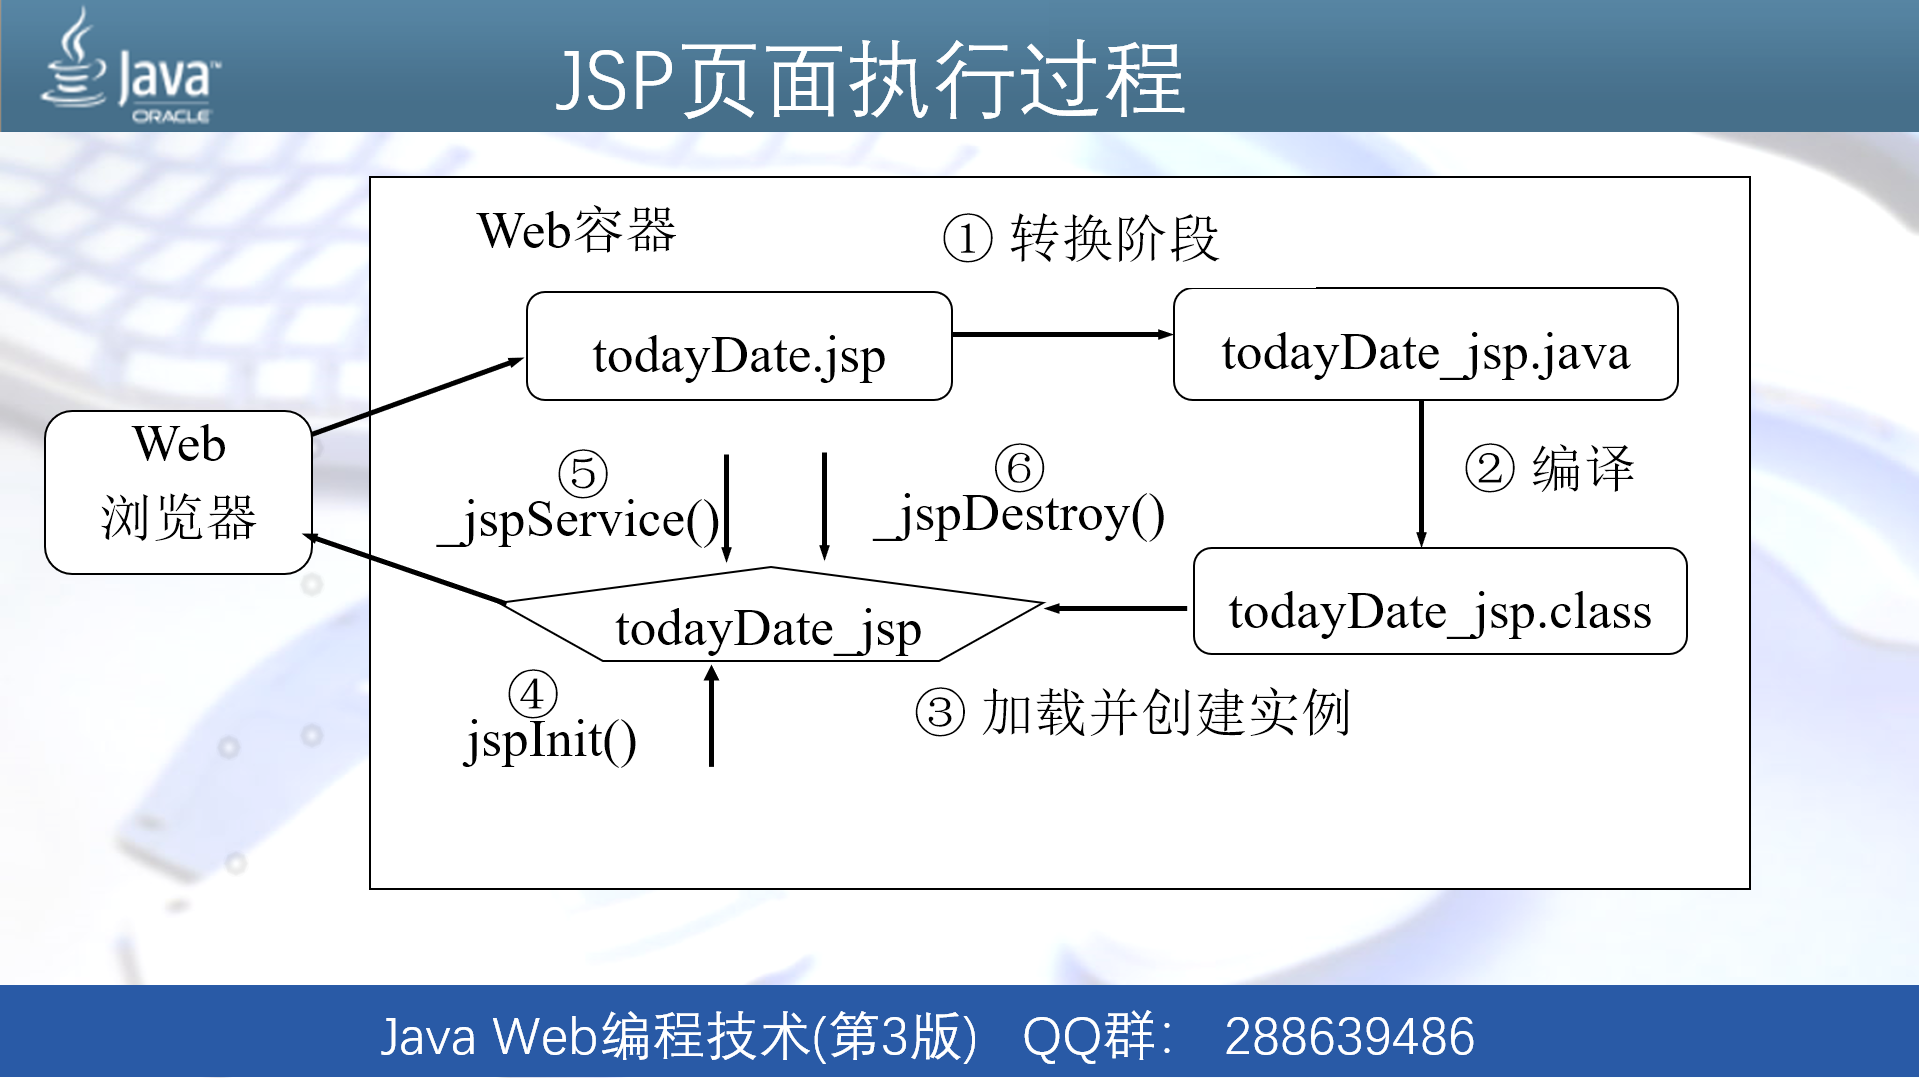 Java™
ORACLE
JSP页面执行过程
Web容器
① 转换阶段
todayDate.jsp
todayDate_jsp.java
Web
浏览器
⑤
_jspService()
⑥
_jspDestroy()
② 编译
todayDate_jsp
todayDate_jsp.class
④
jspInit()
③ 加载并创建实例
Java Web编程技术(第3版) QQ群： 288639486